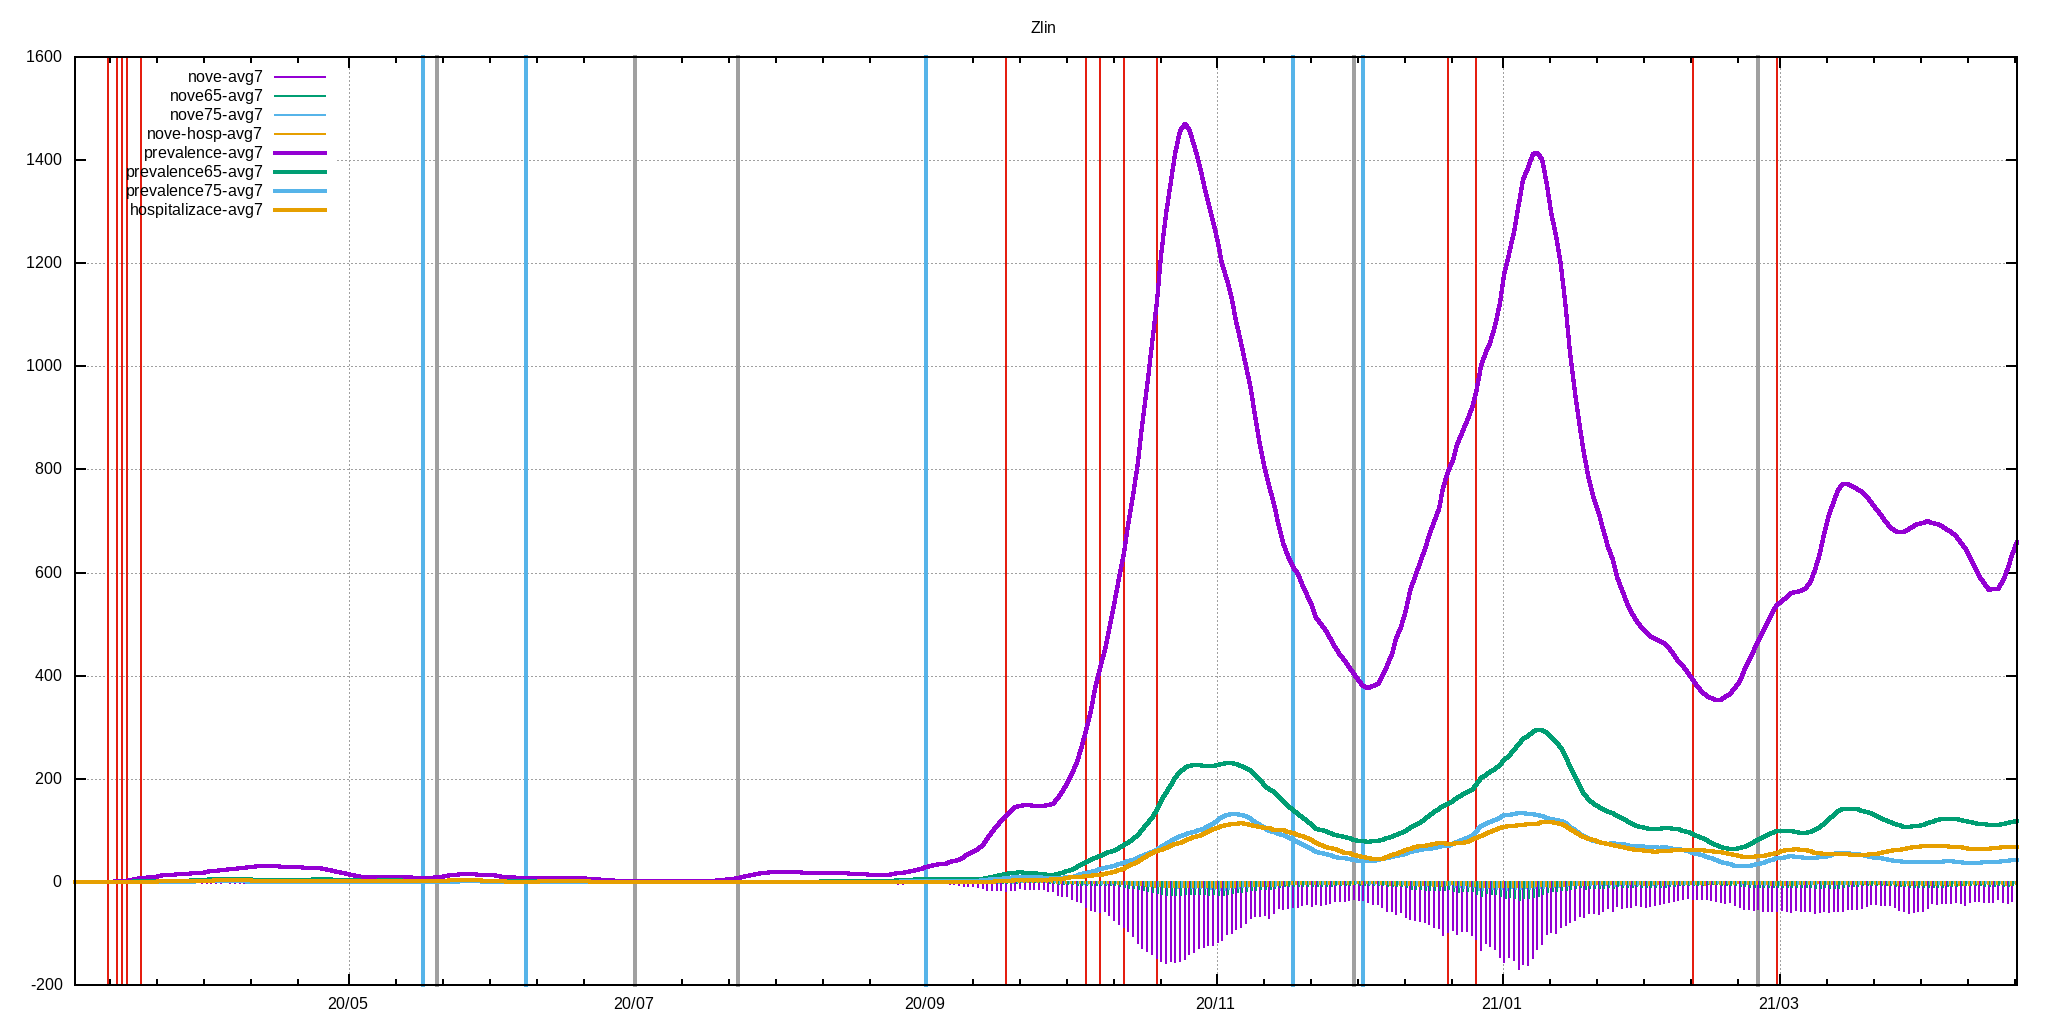 Zlin
1600
1400
1200
1000
800
600
400
200
0
-200
nove-avg7
nove65-avg7
nove75-avg7
nove-hosp-avg7
prevalence-avg7
prevalence65-avg7
prevalence75-avg7
hospitalizace-avg7
20/05 20/07 20/09 20/11 21/01 21/03